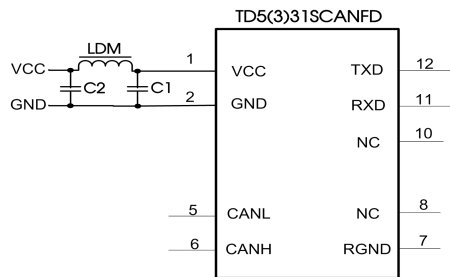 TD5(3)31SCANFD
LDM
1
12
VCC
VCC
TXD
C2
C1
2
11
GND
GND
RXD
10
NC
5
8
CANL
NC
6
7
CANH
RGND